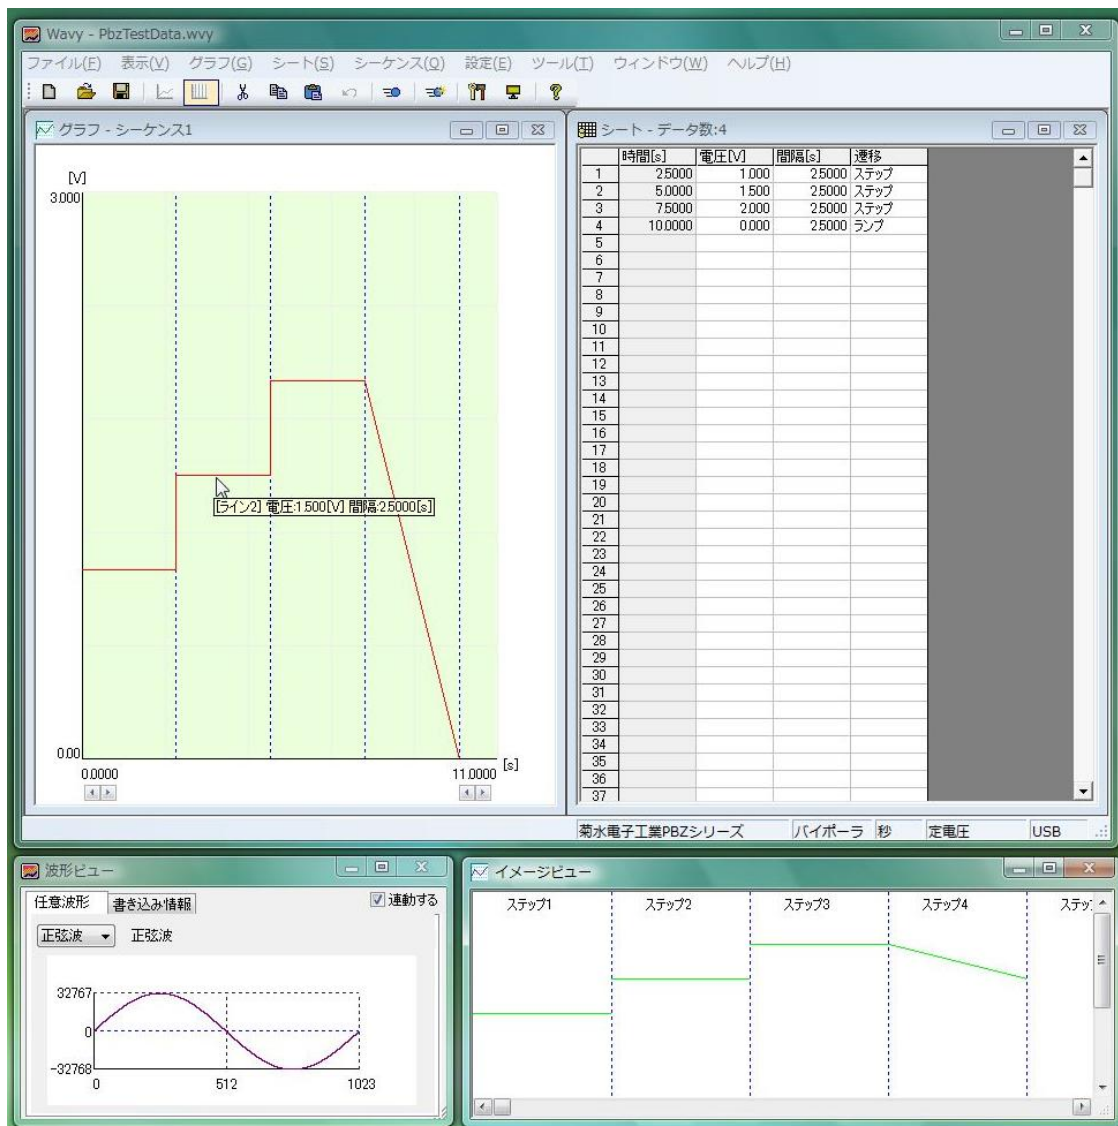 Wavy - PbzTestData.wvy
ファイル(F) 表示(V) グラフ(G) シート(S) シーケンス(Q) 設定(E) ツール(T) ウィンドウ(W) ヘルプ(H)
グラフ - シーケンス1
[V]
3.000
[ライン2] 電圧:1.500[V] 間隔:2.5000[s]
0.00
0.0000
11.0000
[s]
シート - データ数:4
時間[s] 電圧[V] 間隔[s] 遷移
1 2.5000 1.000 2.5000 ステップ
2 5.0000 1.500 2.5000 ステップ
3 7.5000 2.000 2.5000 ステップ
4 10.0000 0.000 2.5000 ランプ
5
6
7
8
9
10
11
12
13
14
15
16
17
18
19
20
21
22
23
24
25
26
27
28
29
30
31
32
33
34
35
36
37
菊水電子工業PBZシリーズ バイポーラ 秒 定電圧 USB
波形ビュー
任意波形 書き込み情報 連動する
正弦波 正弦波
32767
0
-32768
0 512 1023
イメージビュー
ステップ1 ステップ2 ステップ3 ステップ4